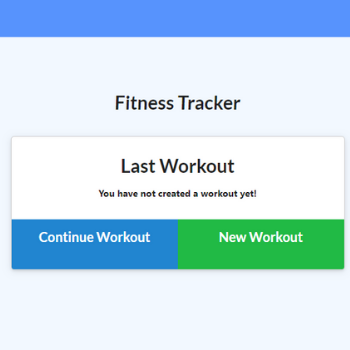 Fitness Tracker
Last Workout
You have not created a workout yet!
Continue Workout
New Workout